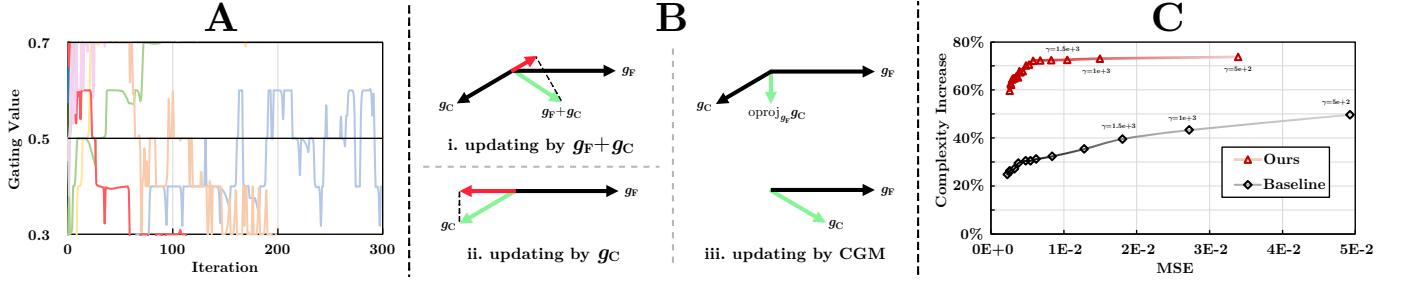 A
0.7
0.5
0.3
Gating Value
0
100
200
300
Iteration
B
g_F
g_C
g_F+g_C
i. updating by g_F+g_C
g_F
g_C
ii. updating by g_C
g_F
g_C
oproj_{g_F} g_C
g_F
g_C
iii. updating by CGM
C
80%
60%
40%
20%
0%
Complexity Increase
γ=1.5e+3
γ=1e+3
γ=5e+2
γ=1.5e+3
γ=1e+3
γ=5e+2
Ours
Baseline
0E+0
1E-2
2E-2
3E-2
4E-2
5E-2
MSE